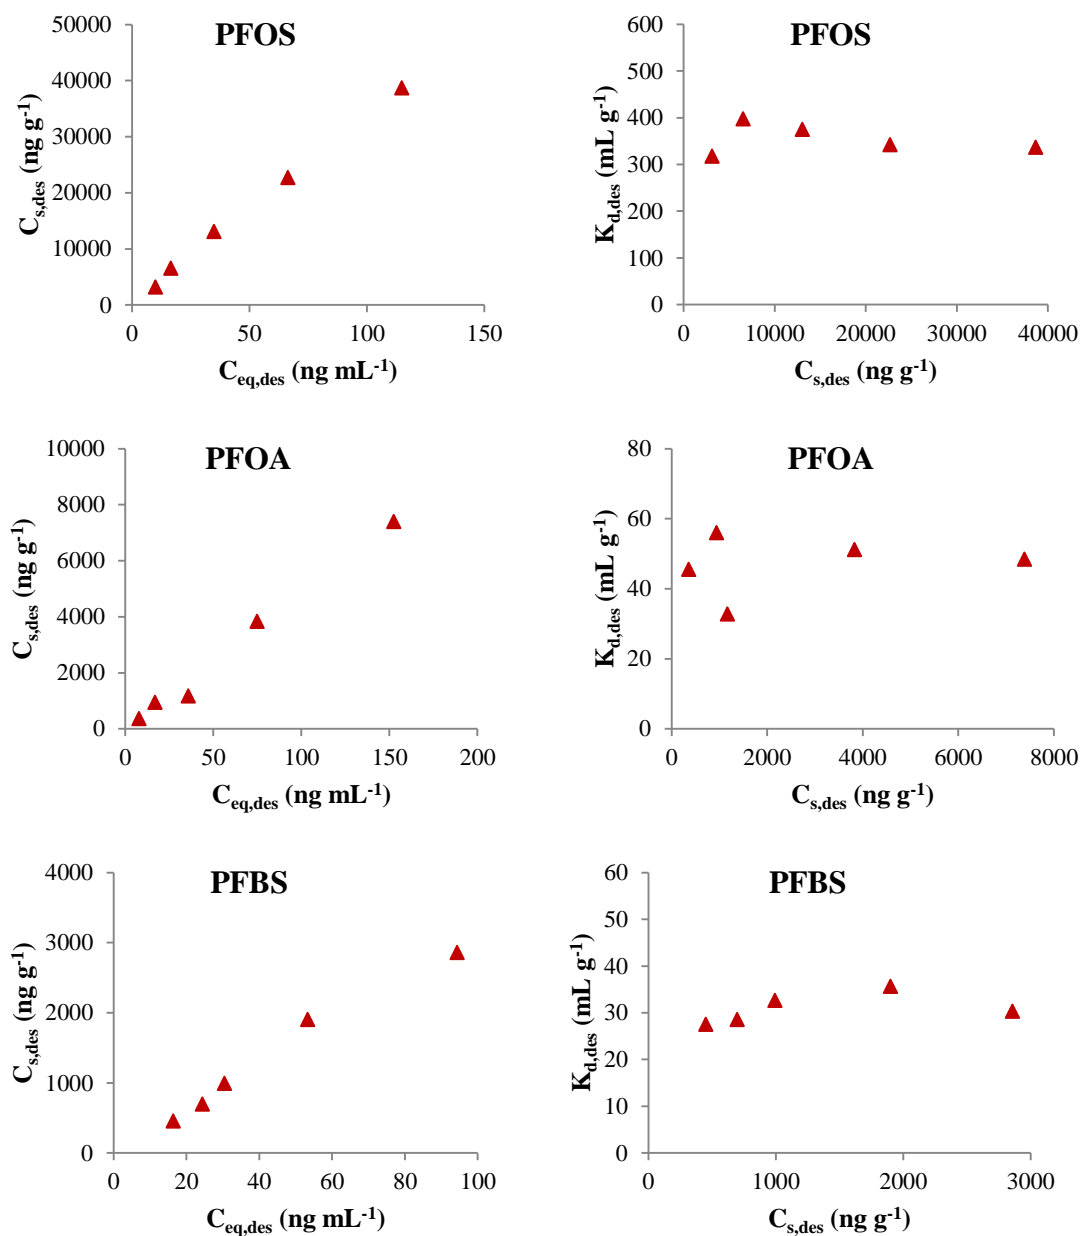 PFOS
50000
40000
30000
20000
10000
0
0 50 100 150
C_s,des (ng g⁻¹)
C_eq,des (ng mL⁻¹)
PFOS
600
500
400
300
200
100
0
0 10000 20000 30000 40000
K_d,des (mL g⁻¹)
C_s,des (ng g⁻¹)
PFOA
10000
8000
6000
4000
2000
0
0 50 100 150 200
C_s,des (ng g⁻¹)
C_eq,des (ng mL⁻¹)
PFOA
80
60
40
20
0
0 2000 4000 6000 8000
K_d,des (mL g⁻¹)
C_s,des (ng g⁻¹)
PFBS
4000
3000
2000
1000
0
0 20 40 60 80 100
C_s,des (ng g⁻¹)
C_eq,des (ng mL⁻¹)
PFBS
60
50
40
30
20
10
0
0 1000 2000 3000
K_d,des (mL g⁻¹)
C_s,des (ng g⁻¹)